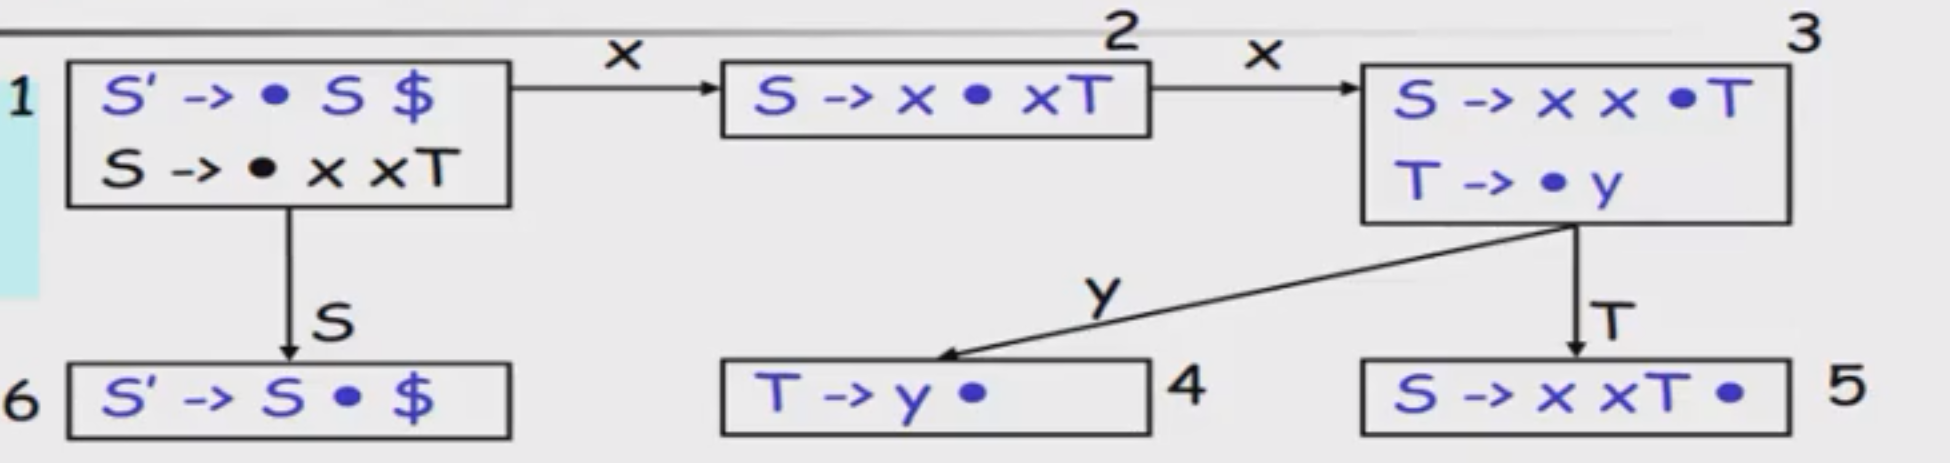 1
S' -> • S $
S -> • x xT
x
2
S -> x • xT
x
3
S -> x x •T
T -> • y
S
y
T
6
S' -> S • $
T -> y •
4
S -> x xT •
5